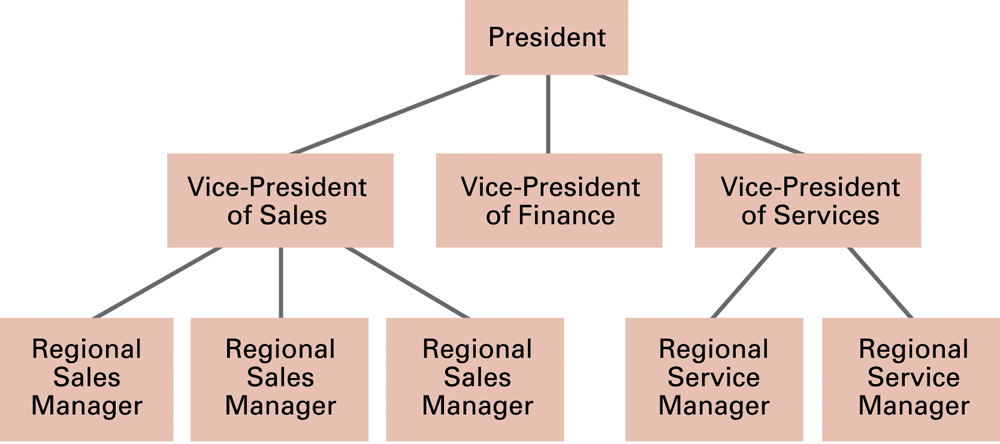 President
Vice-President
of Sales
Vice-President
of Finance
Vice-President
of Services
Regional
Sales
Manager
Regional
Sales
Manager
Regional
Sales
Manager
Regional
Service
Manager
Regional
Service
Manager